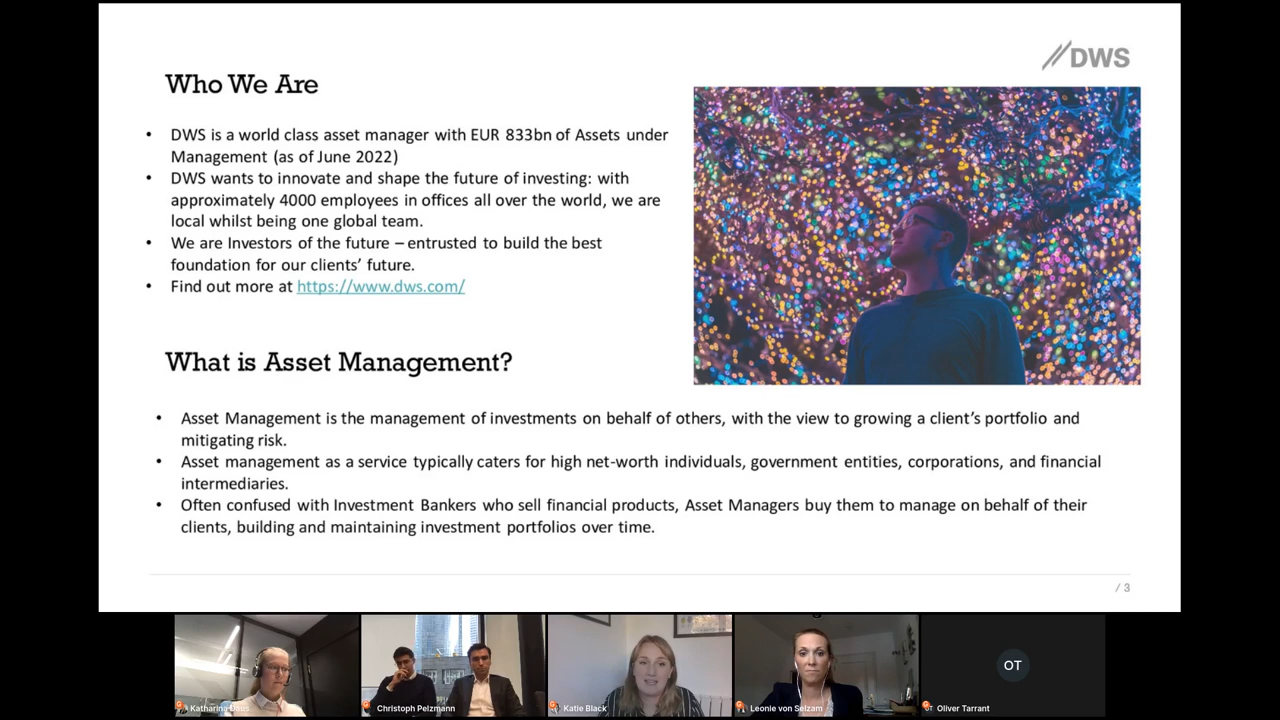 DWS
Who We Are
• DWS is a world class asset manager with EUR 833bn of Assets under
Management (as of June 2022)
• DWS wants to innovate and shape the future of investing: with
approximately 4000 employees in offices all over the world, we are
local whilst being one global team.
• We are Investors of the future – entrusted to build the best
foundation for our clients’ future.
• Find out more at https://www.dws.com/
What is Asset Management?
• Asset Management is the management of investments on behalf of others, with the view to growing a client’s portfolio and
mitigating risk.
• Asset management as a service typically caters for high net-worth individuals, government entities, corporations, and financial
intermediaries.
• Often confused with Investment Bankers who sell financial products, Asset Managers buy them to manage on behalf of their
clients, building and maintaining investment portfolios over time.
/ 3
OT
Katharina
Christoph Pelzmann
Katie Black
Leonie von Selzam
Oliver Tarrant